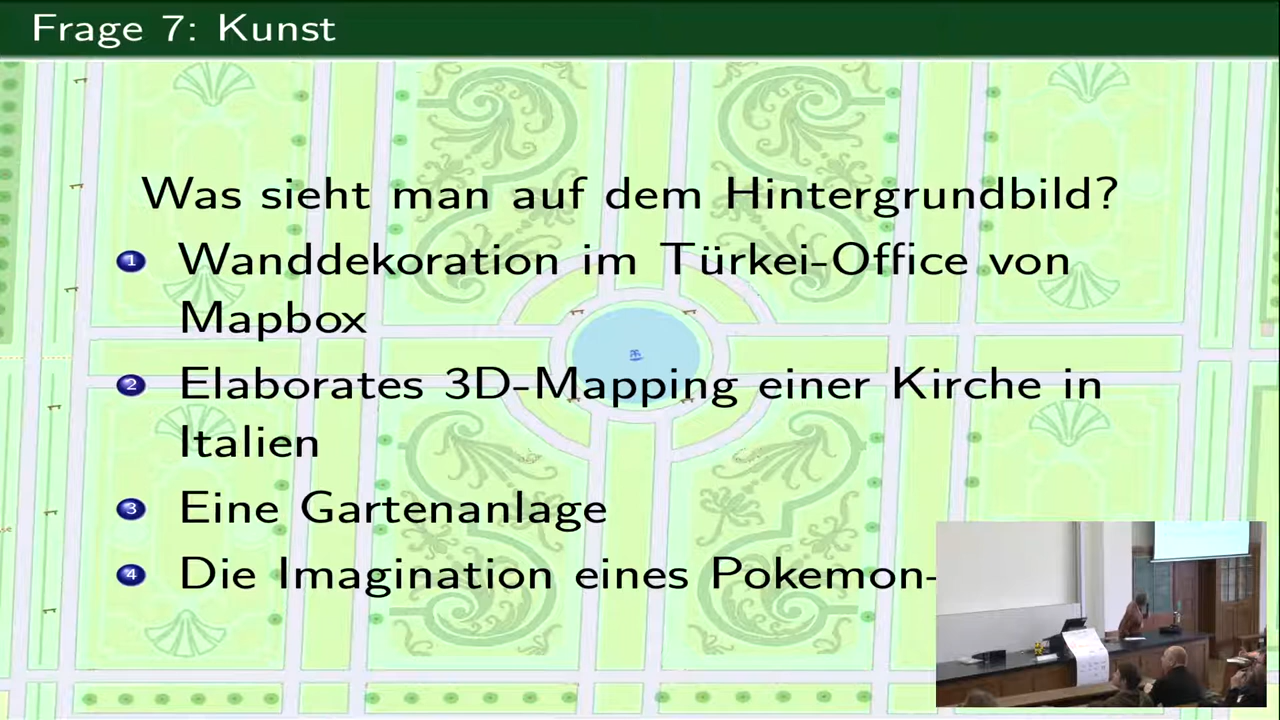 Frage 7: Kunst
Was sieht man auf dem Hintergrundbild?
1 Wanddekoration im Türkei-Office von
Mapbox
2 Elaborates 3D-Mapping einer Kirche in
Italien
3 Eine Gartenanlage
4 Die Imagination eines Pokemon-